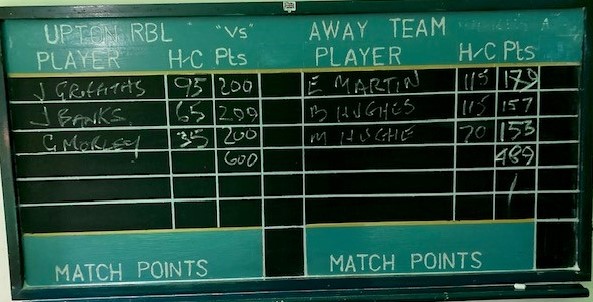 UPTON RBL "Vs" AWAY TEAM
PLAYER H/C Pts PLAYER H/C Pts
J GRIFFITHS 95 200 E MARTIN 115 179
J BANKS 65 200 B HUGHES 115 157
G MORLEY 35 200 M HUGHE 70 153
600 489
MATCH POINTS MATCH POINTS